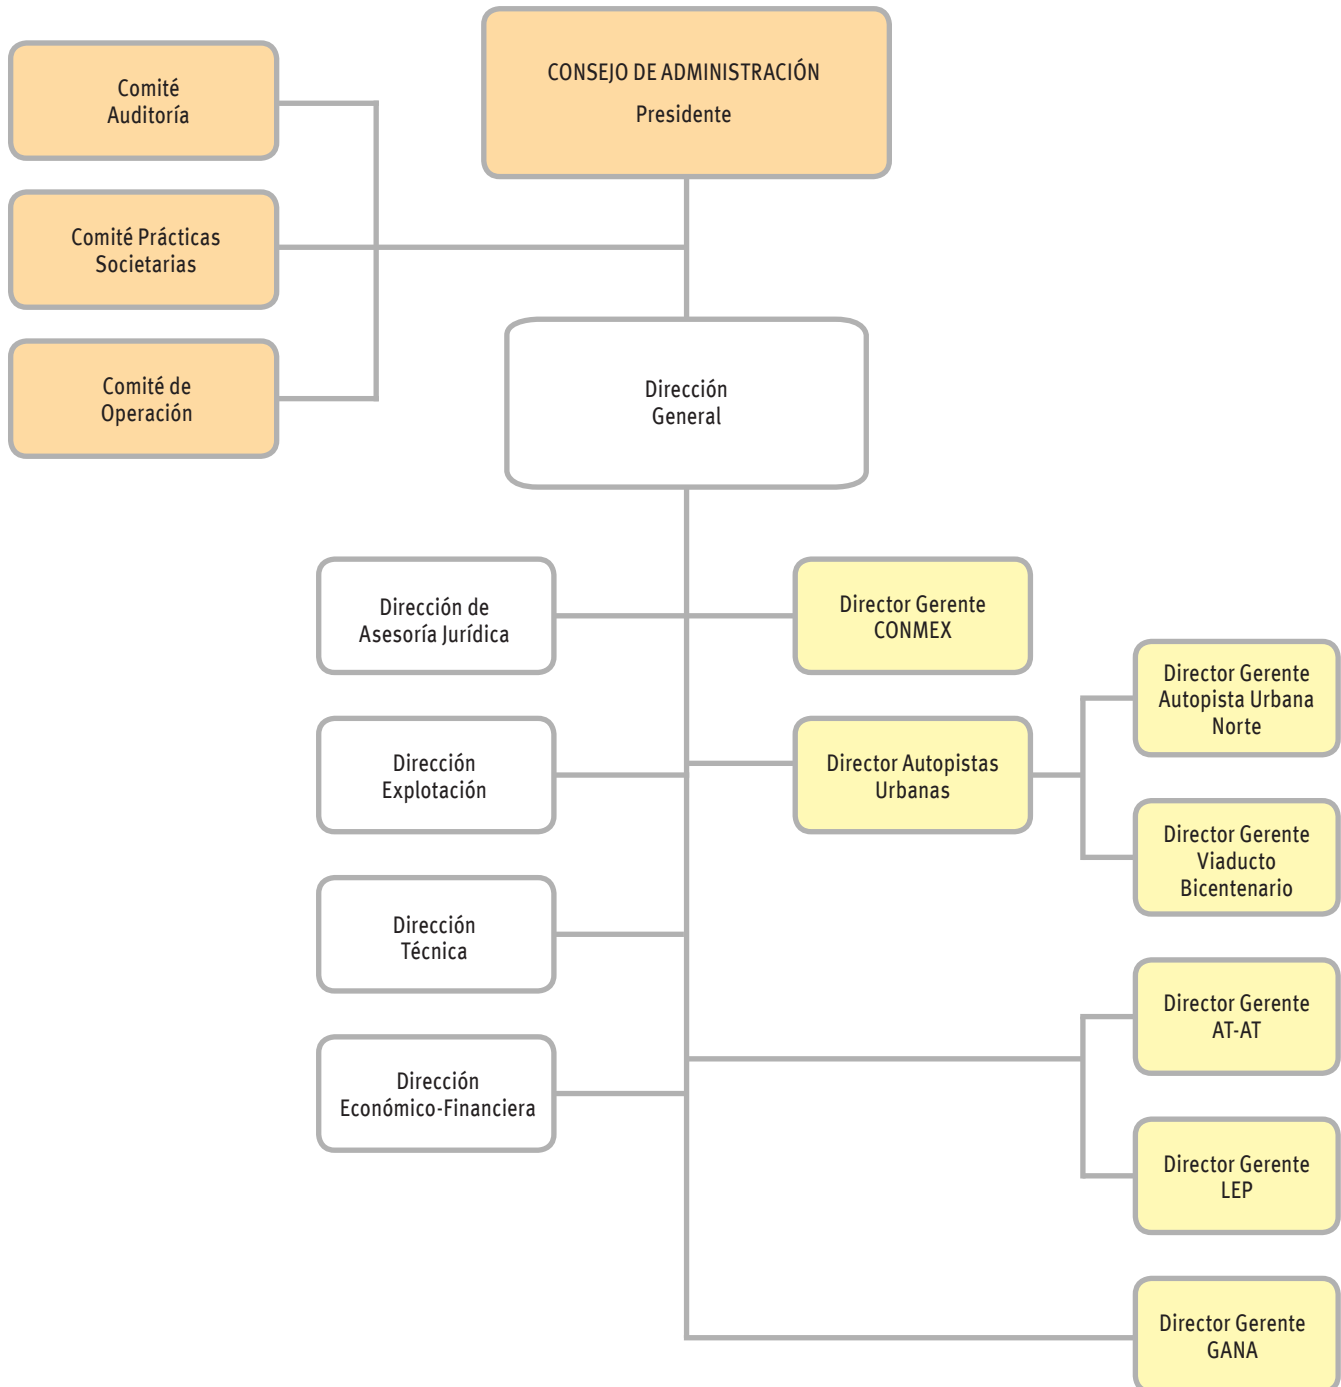 CONSEJO DE ADMINISTRACIÓN
Presidente
Comité
Auditoría
Comité Prácticas
Societarias
Comité de
Operación
Dirección
General
Dirección de
Asesoría Jurídica
Director Gerente
CONMEX
Dirección
Explotación
Director Autopistas
Urbanas
Director Gerente
Autopista Urbana
Norte
Director Gerente
Viaducto
Bicentenario
Dirección
Técnica
Director Gerente
AT-AT
Dirección
Económico-Financiera
Director Gerente
LEP
Director Gerente
GANA